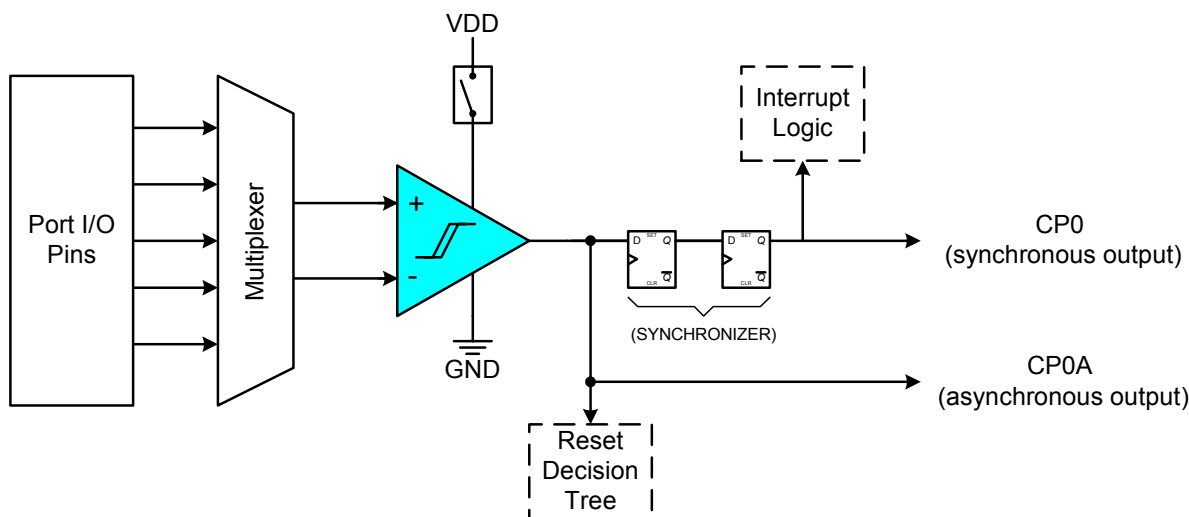 VDD
Port I/O
Pins
Multiplexer
+
-
GND
D SET Q
CLR Q
D SET Q
CLR Q
(SYNCHRONIZER)
Interrupt
Logic
CP0
(synchronous output)
CP0A
(asynchronous output)
Reset
Decision
Tree